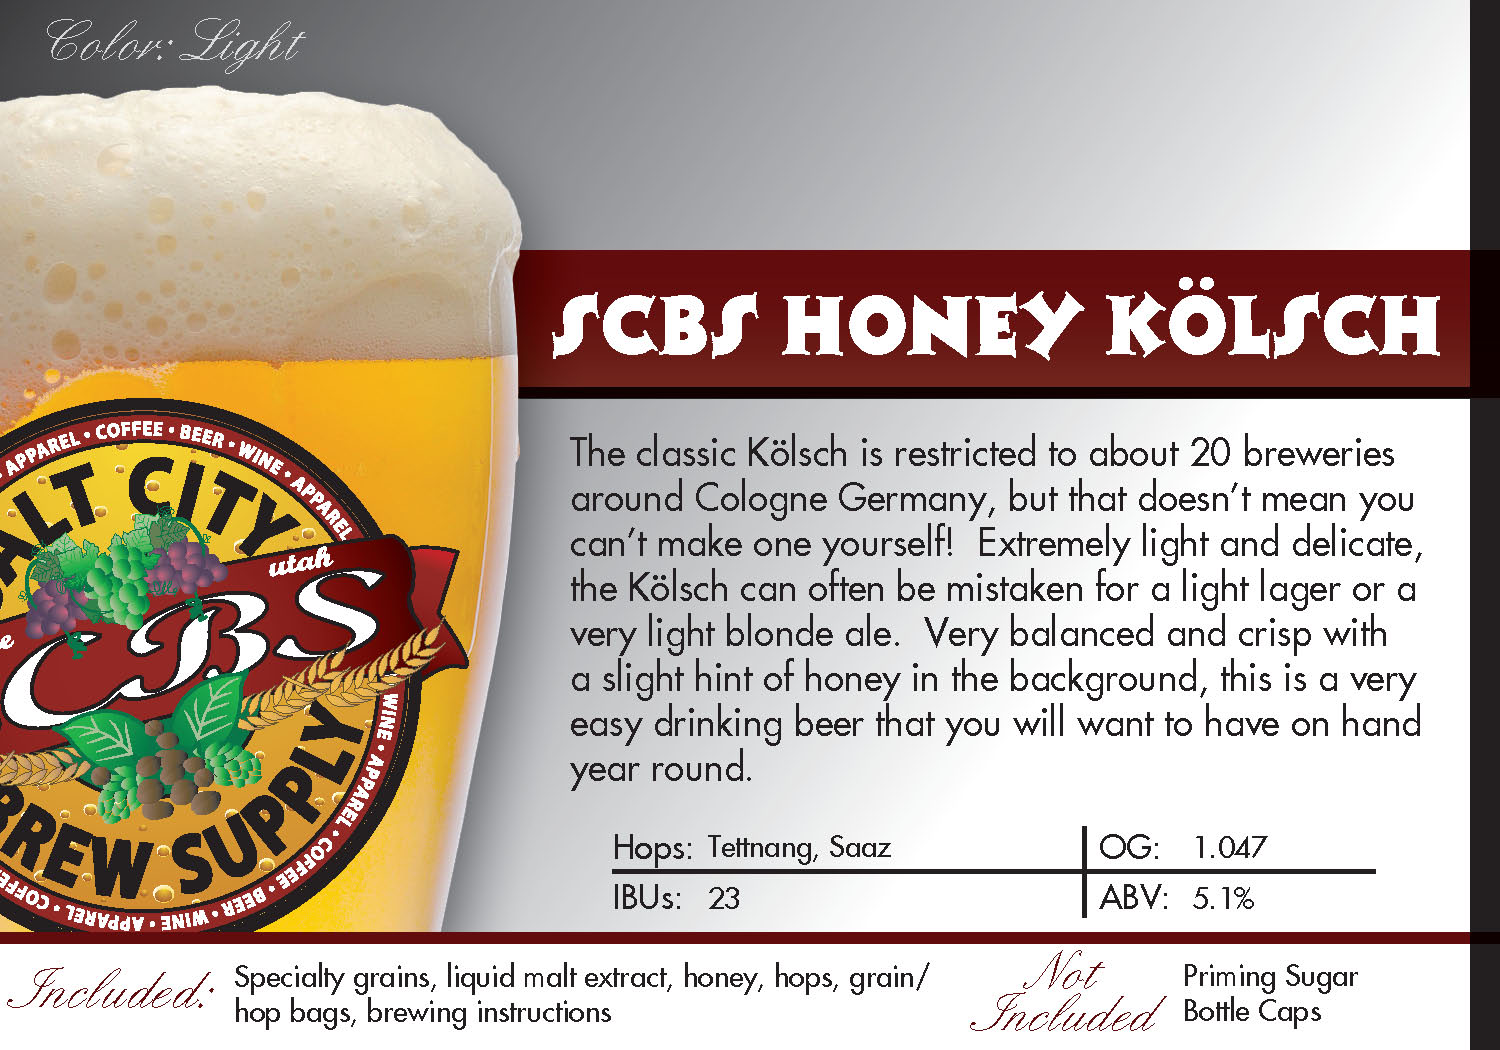 Color: Light
SCBS HONEY KÖLSCH
The classic Kölsch is restricted to about 20 breweries
around Cologne Germany, but that doesn't mean you
can't make one yourself!  Extremely light and delicate,
the Kölsch can often be mistaken for a light lager or a
very light blonde ale.  Very balanced and crisp with
a slight hint of honey in the background, this is a very
easy drinking beer that you will want to have on hand
year round.
Hops: Tettnang, Saaz
OG: 1.047
IBUs: 23
ABV: 5.1%
APPAREL • COFFEE • BEER • WINE • APPAREL
ALT CITY
utah
CBS
BREW SUPPLY
WINE • APPAREL • COFFEE • BEER • WINE • APPAREL • COFFEE
Included: Specialty grains, liquid malt extract, honey, hops, grain/
hop bags, brewing instructions
Not
Included
Priming Sugar
Bottle Caps